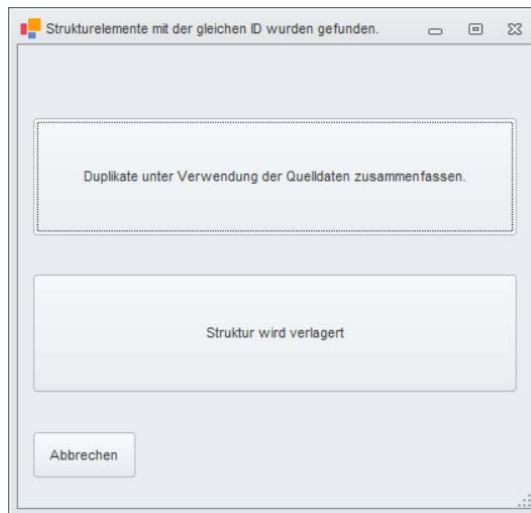 Strukturelemente mit der gleichen ID wurden gefunden.
Duplikate unter Verwendung der Quelldaten zusammenfassen.
Struktur wird verlagert
Abbrechen